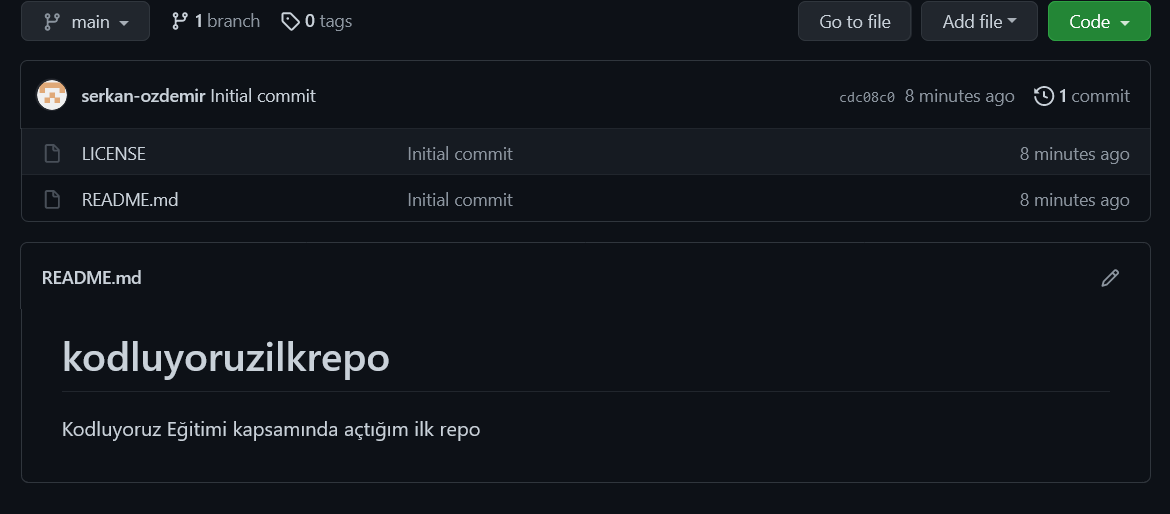 main 1 branch 0 tags Go to file Add file Code
serkan-ozdemir Initial commit cdc08c0 8 minutes ago 1 commit
LICENSE Initial commit 8 minutes ago
README.md Initial commit 8 minutes ago
README.md
kodluyoruzilkrepo
Kodluyoruz Eğitimi kapsamında açtığım ilk repo